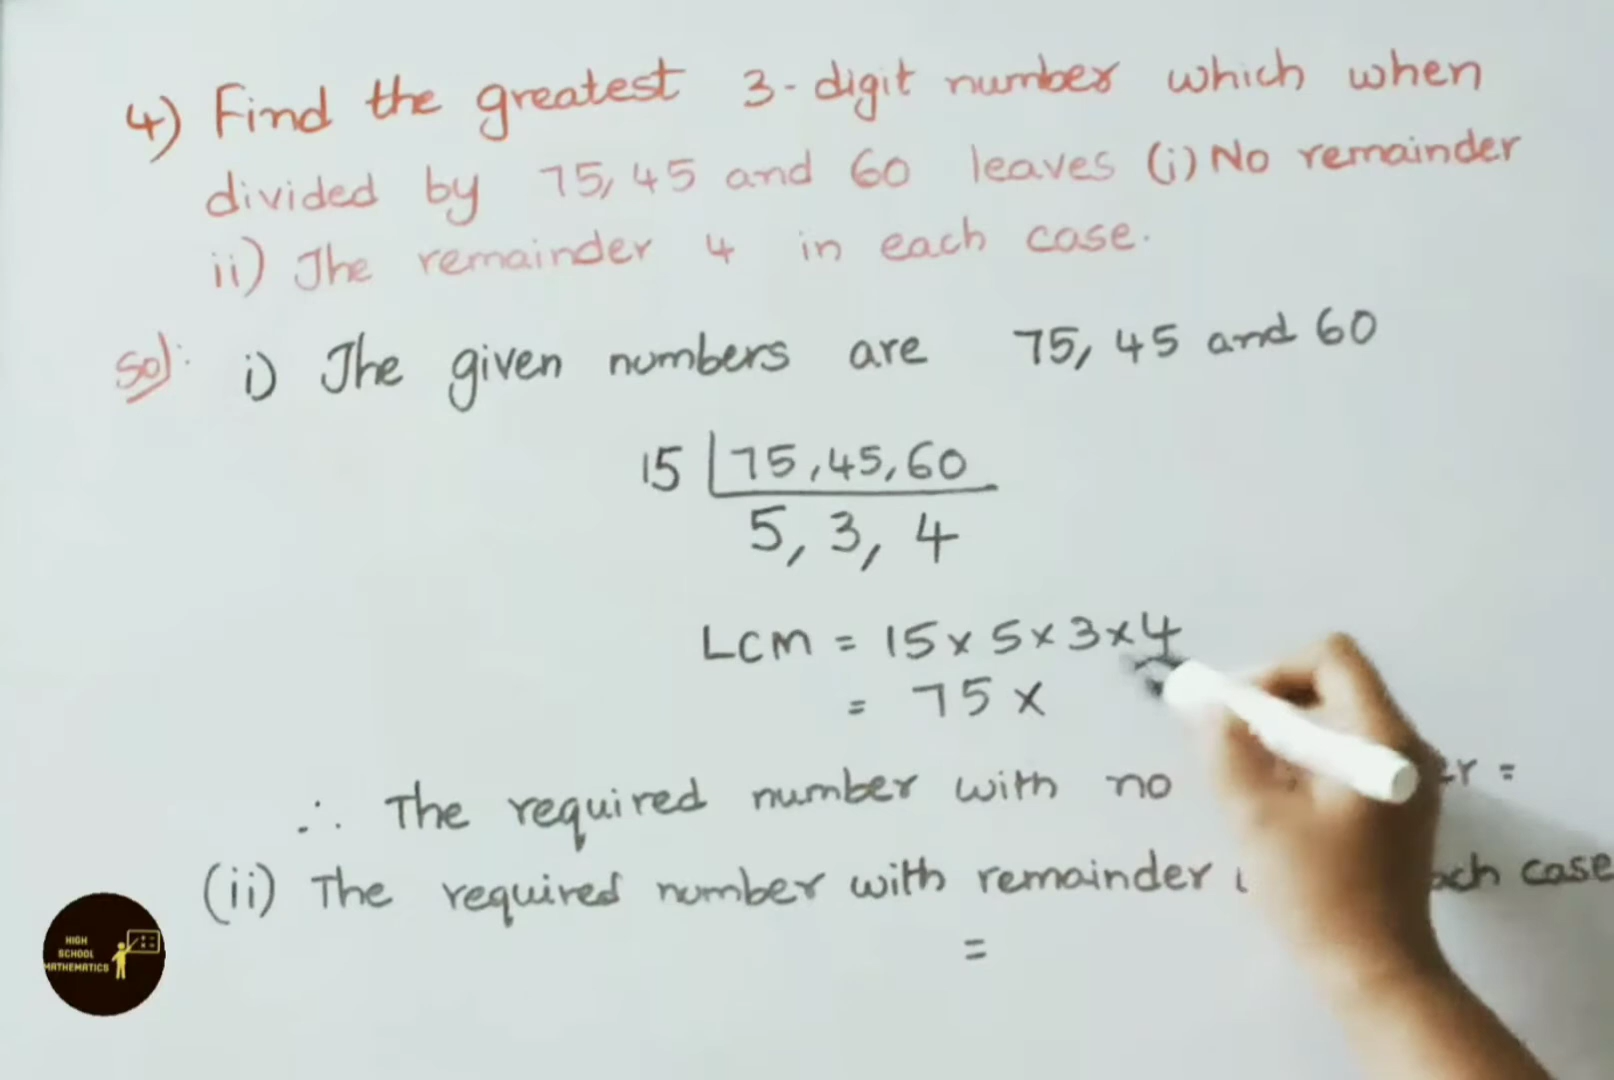 4) Find the greatest 3-digit number which when
divided by 75, 45 and 60 leaves (i) No remainder
ii) The remainder 4 in each case.
Sol: i) The given numbers are 75, 45 and 60
15 | 75, 45, 60
5, 3, 4
LCM = 15 x 5 x 3 x 4
= 75 x
∴ The required number with no =
(ii) The required number with remainder case
=
HIGH
SCHOOL
MATHEMATICS